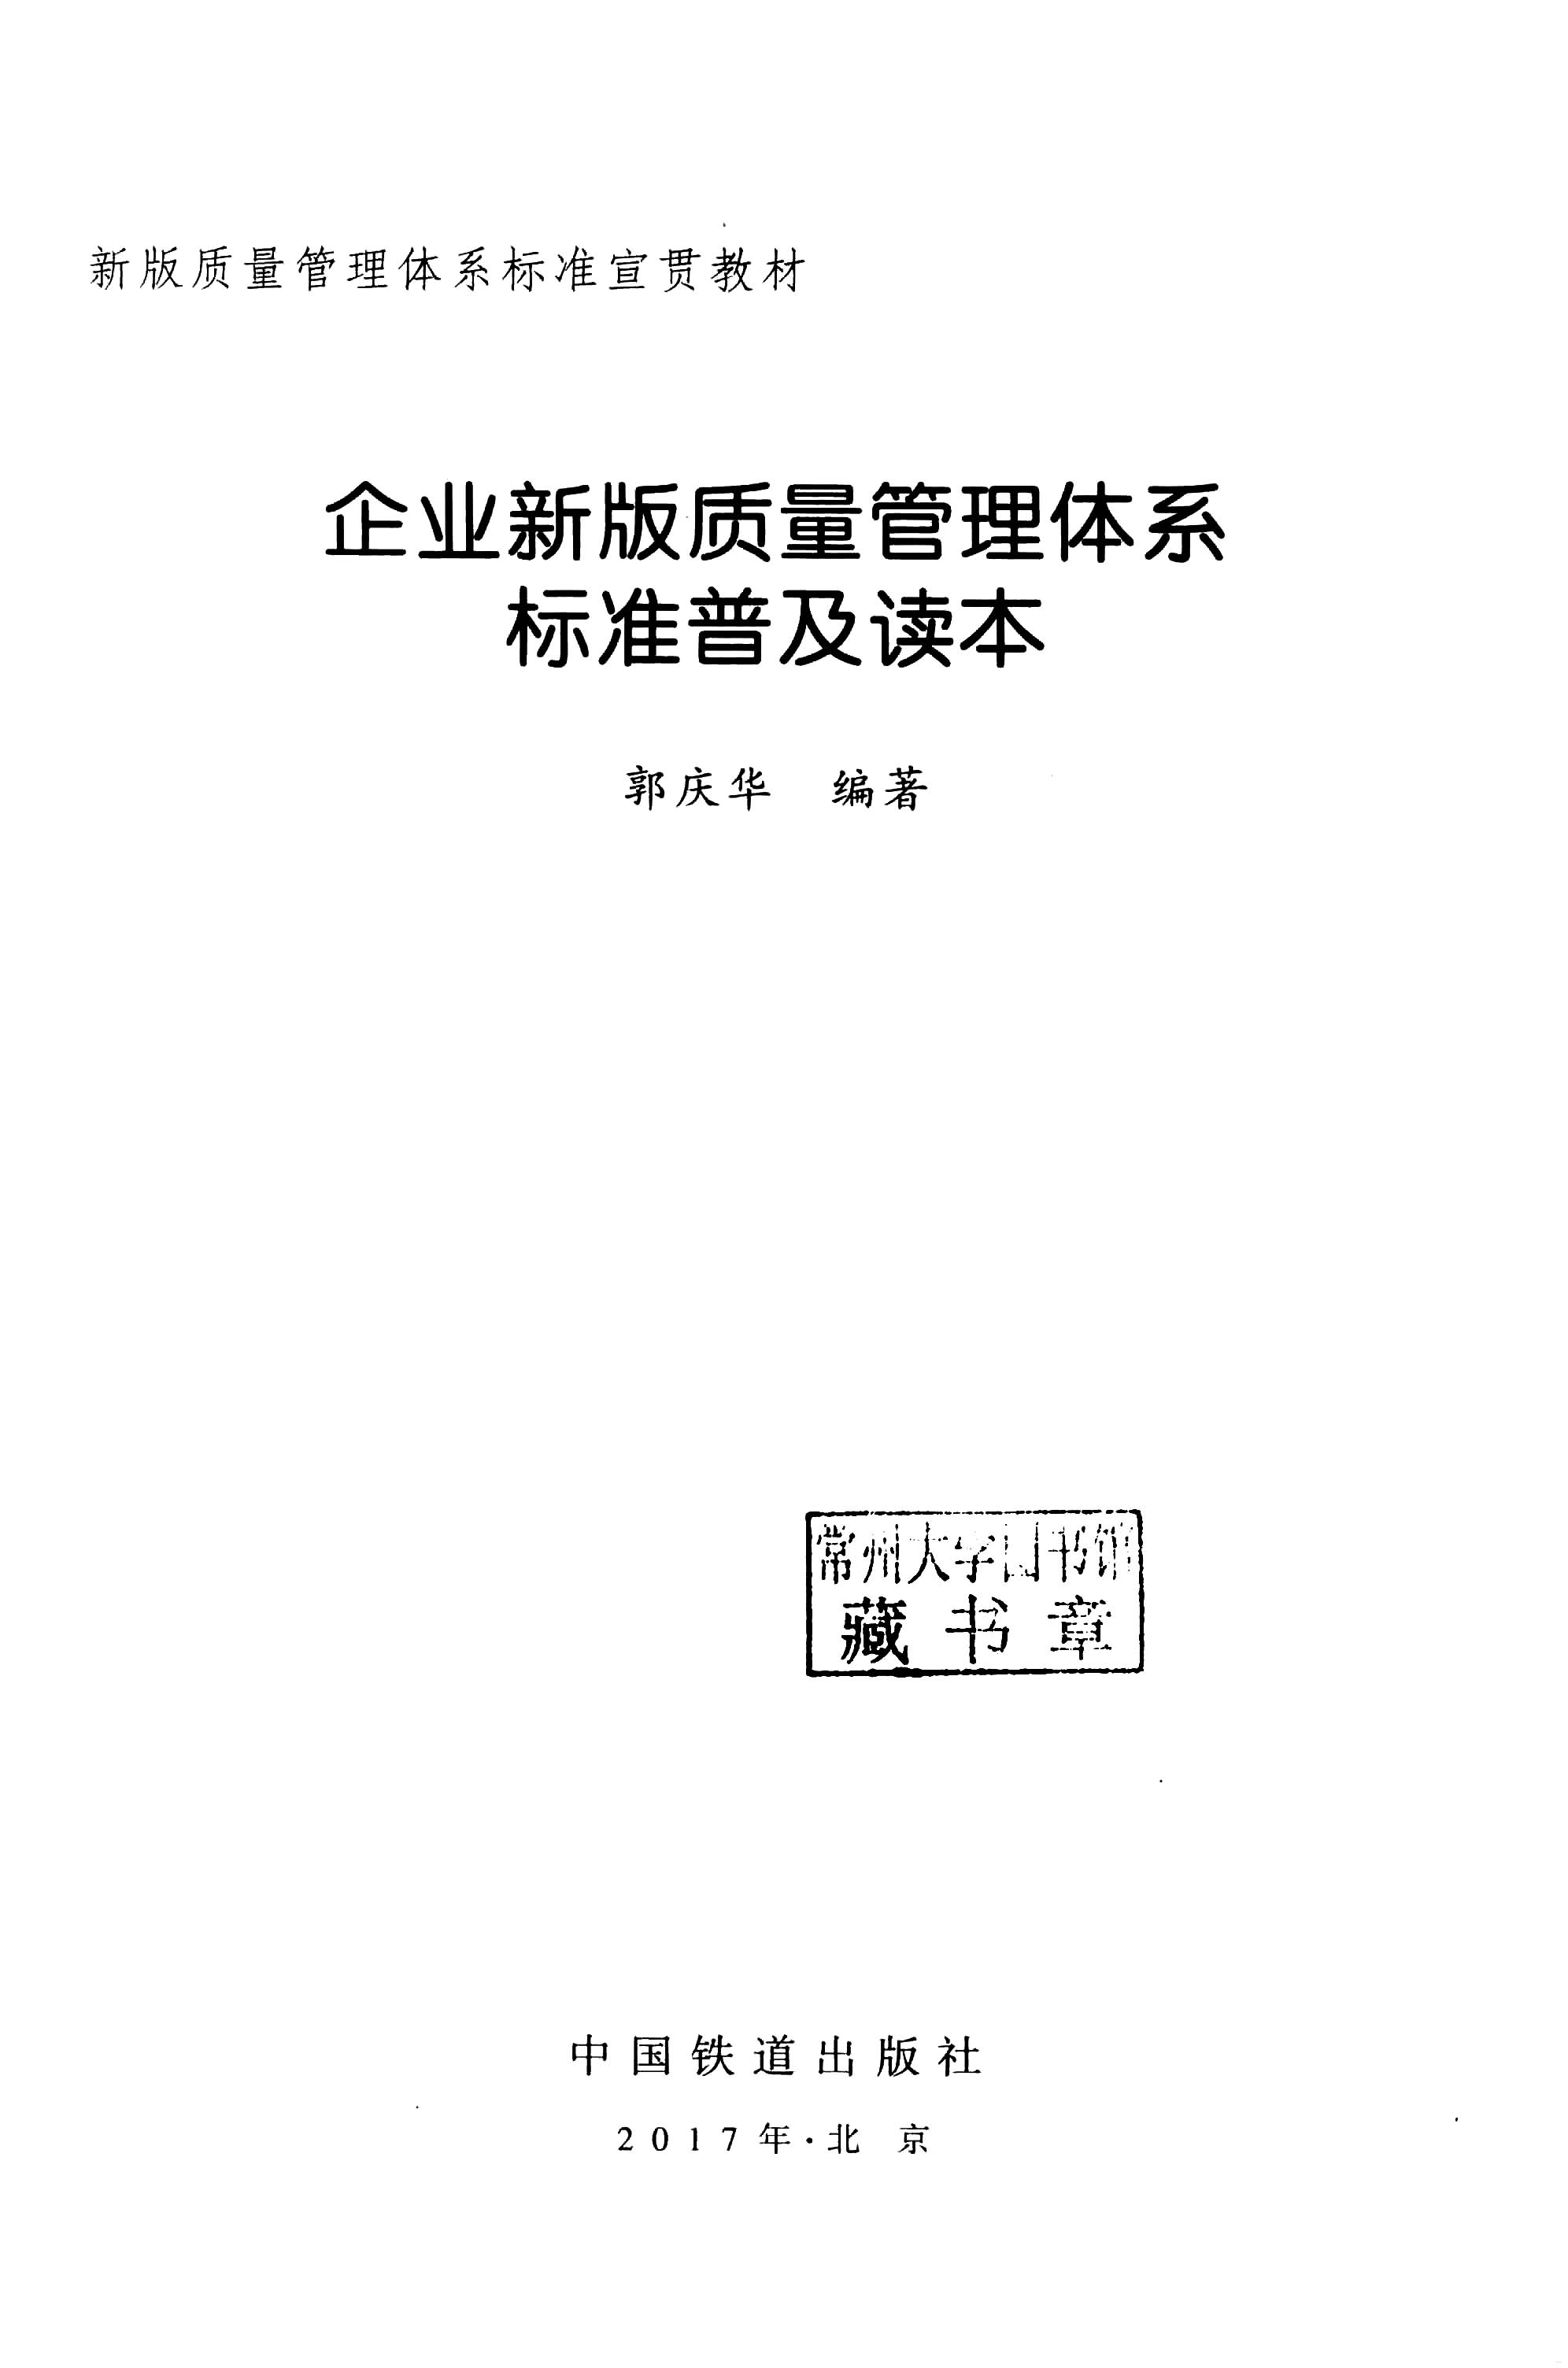 新版质量管理体系标准宣贯教材
企业新版质量管理体系
标准普及读本
郭庆华 编著
常州大学图书馆
藏书章
中国铁道出版社
2017年·北京